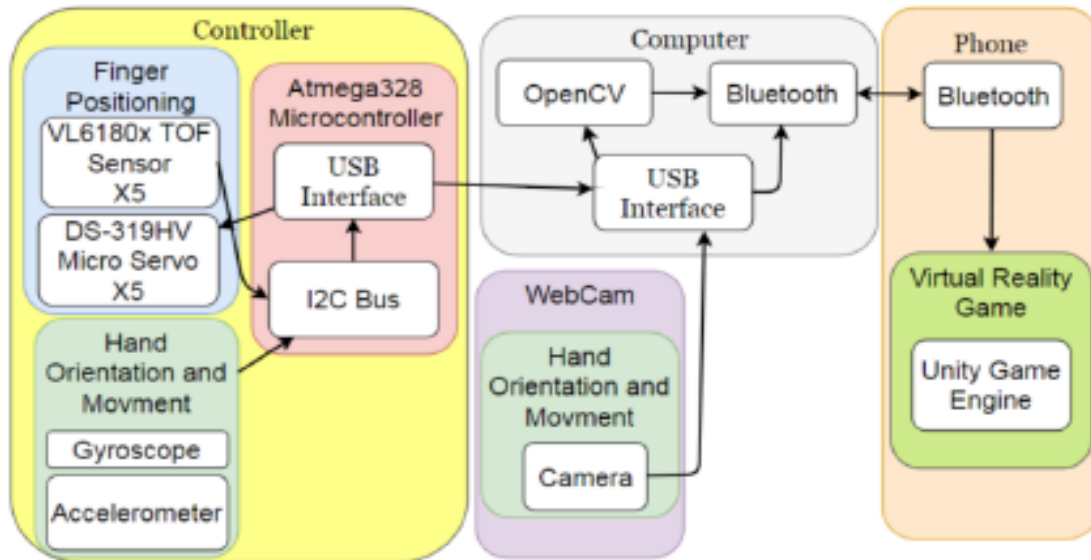 Controller
Finger
Positioning
VL6180x TOF
Sensor
X5
DS-319HV
Micro Servo
X5
Atmega328
Microcontroller
USB
Interface
I2C Bus
Hand
Orientation and
Movment
Gyroscope
Accelerometer
Computer
OpenCV
Bluetooth
USB
Interface
WebCam
Hand
Orientation and
Movment
Camera
Phone
Bluetooth
Virtual Reality
Game
Unity Game
Engine